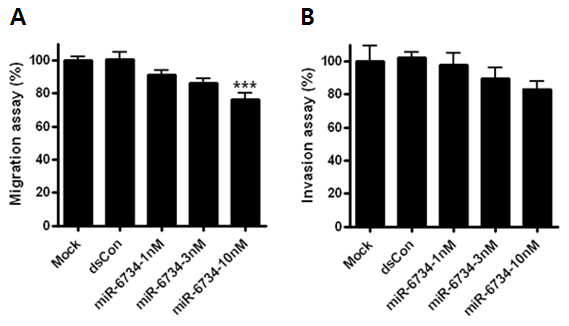 A
Migration assay (%)
100
80
60
40
20
0
***
Mock
dsCon
miR-6734-1nM
miR-6734-3nM
miR-6734-10nM
B
Invasion assay (%)
100
80
60
40
20
0
Mock
dsCon
miR-6734-1nM
miR-6734-3nM
miR-6734-10nM